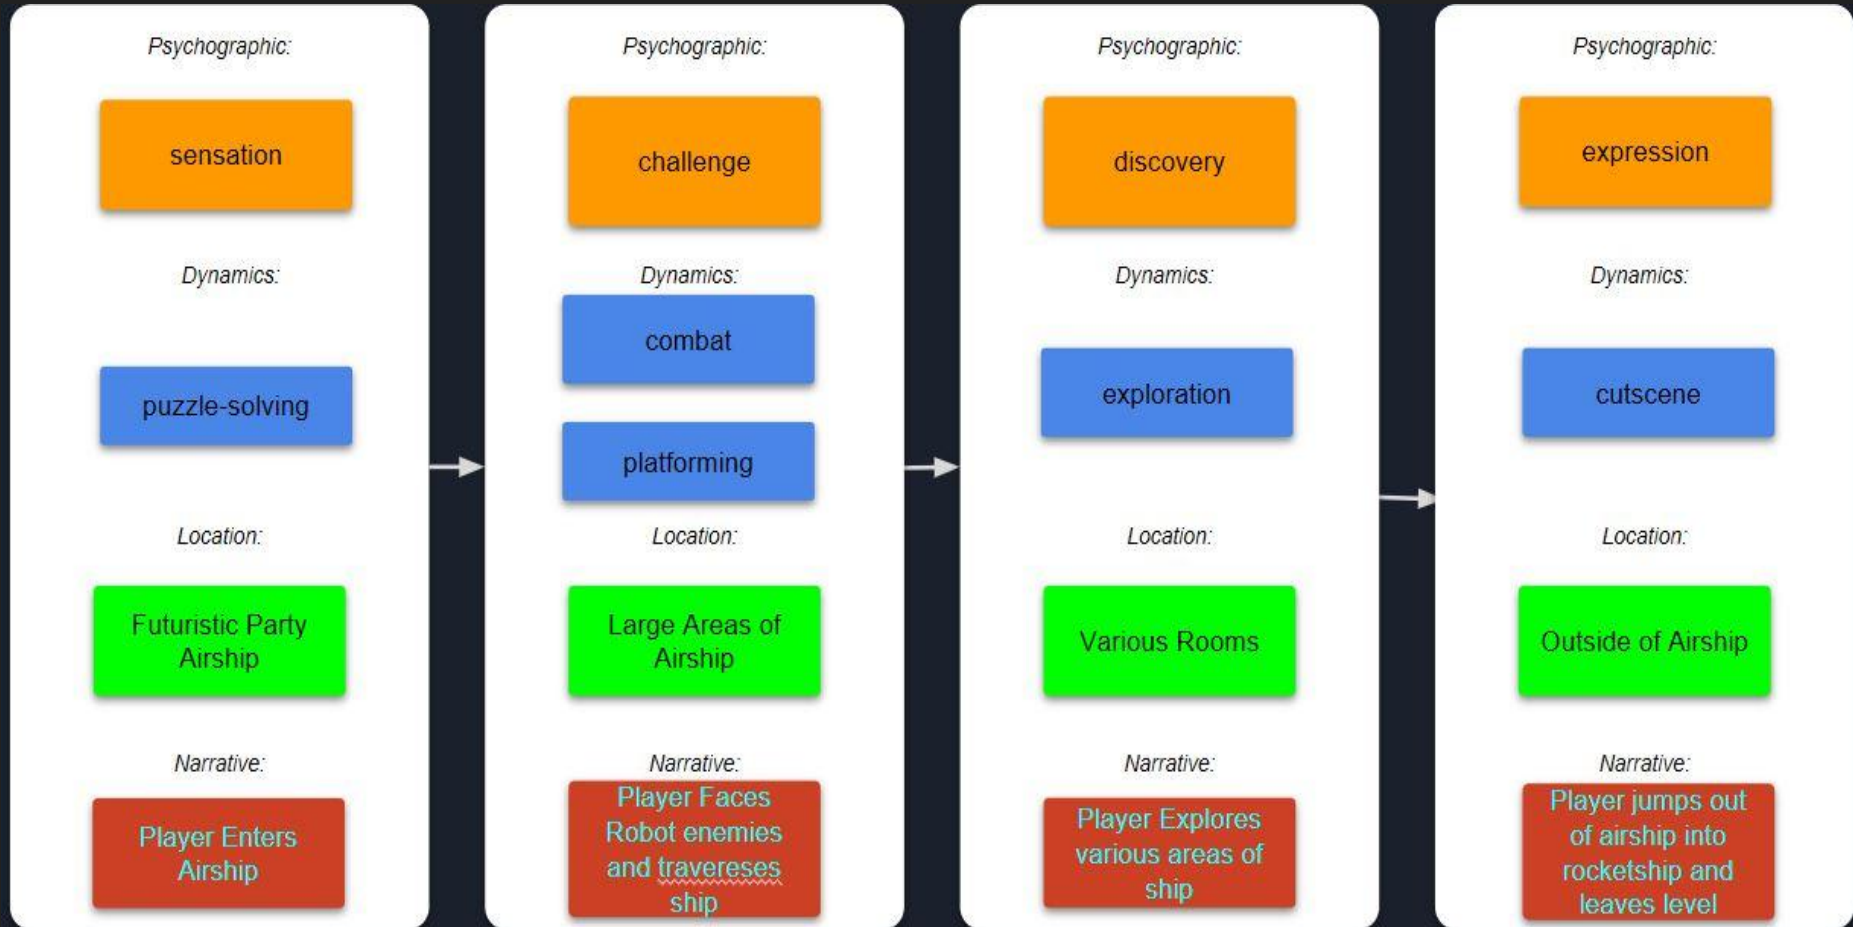 Psychographic:
sensation
Dynamics:
puzzle-solving
Location:
Futuristic Party
Airship
Narrative:
Player Enters
Airship
Psychographic:
challenge
Dynamics:
combat
platforming
Location:
Large Areas of
Airship
Narrative:
Player Faces
Robot enemies
and travereses
ship
Psychographic:
discovery
Dynamics:
exploration
Location:
Various Rooms
Narrative:
Player Explores
various areas of
ship
Psychographic:
expression
Dynamics:
cutscene
Location:
Outside of Airship
Narrative:
Player jumps out
of airship into
rocketship and
leaves level